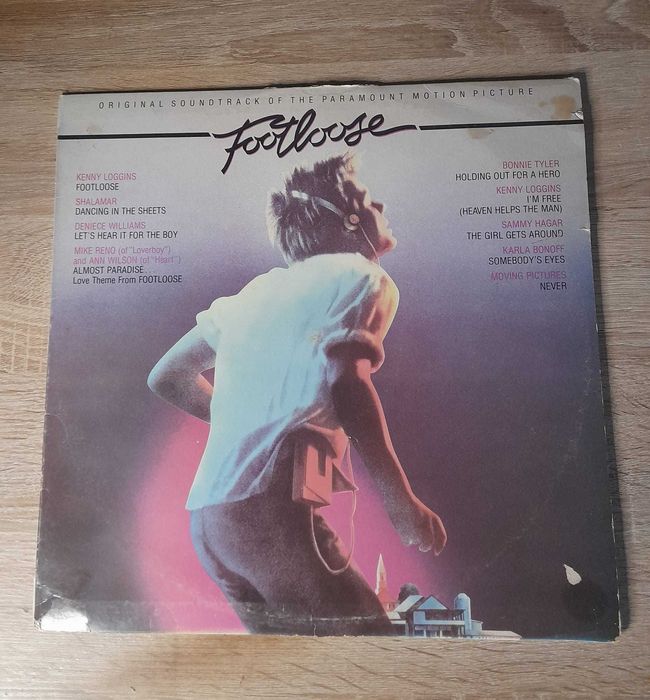 ORIGINAL SOUNDTRACK OF THE PARAMOUNT MOTION PICTURE
Footloose
KENNY LOGGINS
FOOTLOOSE
SHALAMAR
DANCING IN THE SHEETS
DENIECE WILLIAMS
LET'S HEAR IT FOR THE BOY
MIKE RENO (of "Loverboy")
and ANN WILSON (of "Heart")
ALMOST PARADISE...
Love Theme From FOOTLOOSE
BONNIE TYLER
HOLDING OUT FOR A HERO
KENNY LOGGINS
I'M FREE
(HEAVEN HELPS THE MAN)
SAMMY HAGAR
THE GIRL GETS AROUND
KARLA BONOFF
SOMEBODY'S EYES
MOVING PICTURES
NEVER